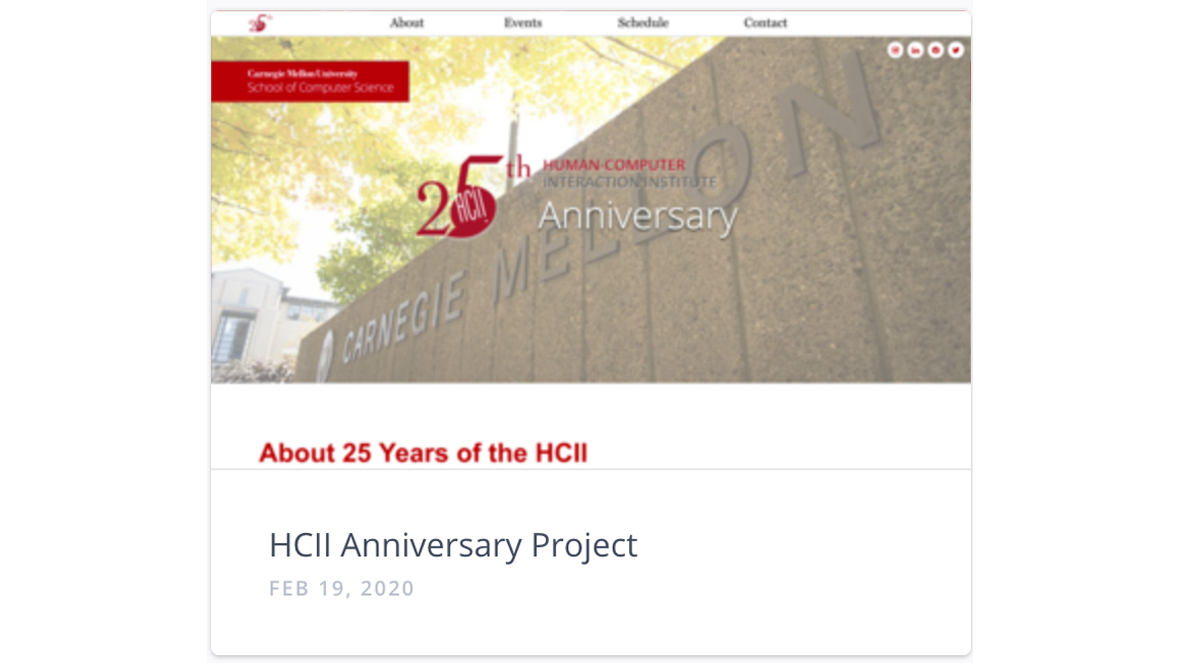 About Events Schedule Contact
Carnegie Mellon University
School of Computer Science
25th HUMAN-COMPUTER
INTERACTION INSTITUTE
HCII
Anniversary
CARNEGIE MELLON
About 25 Years of the HCII
HCII Anniversary Project
FEB 19, 2020